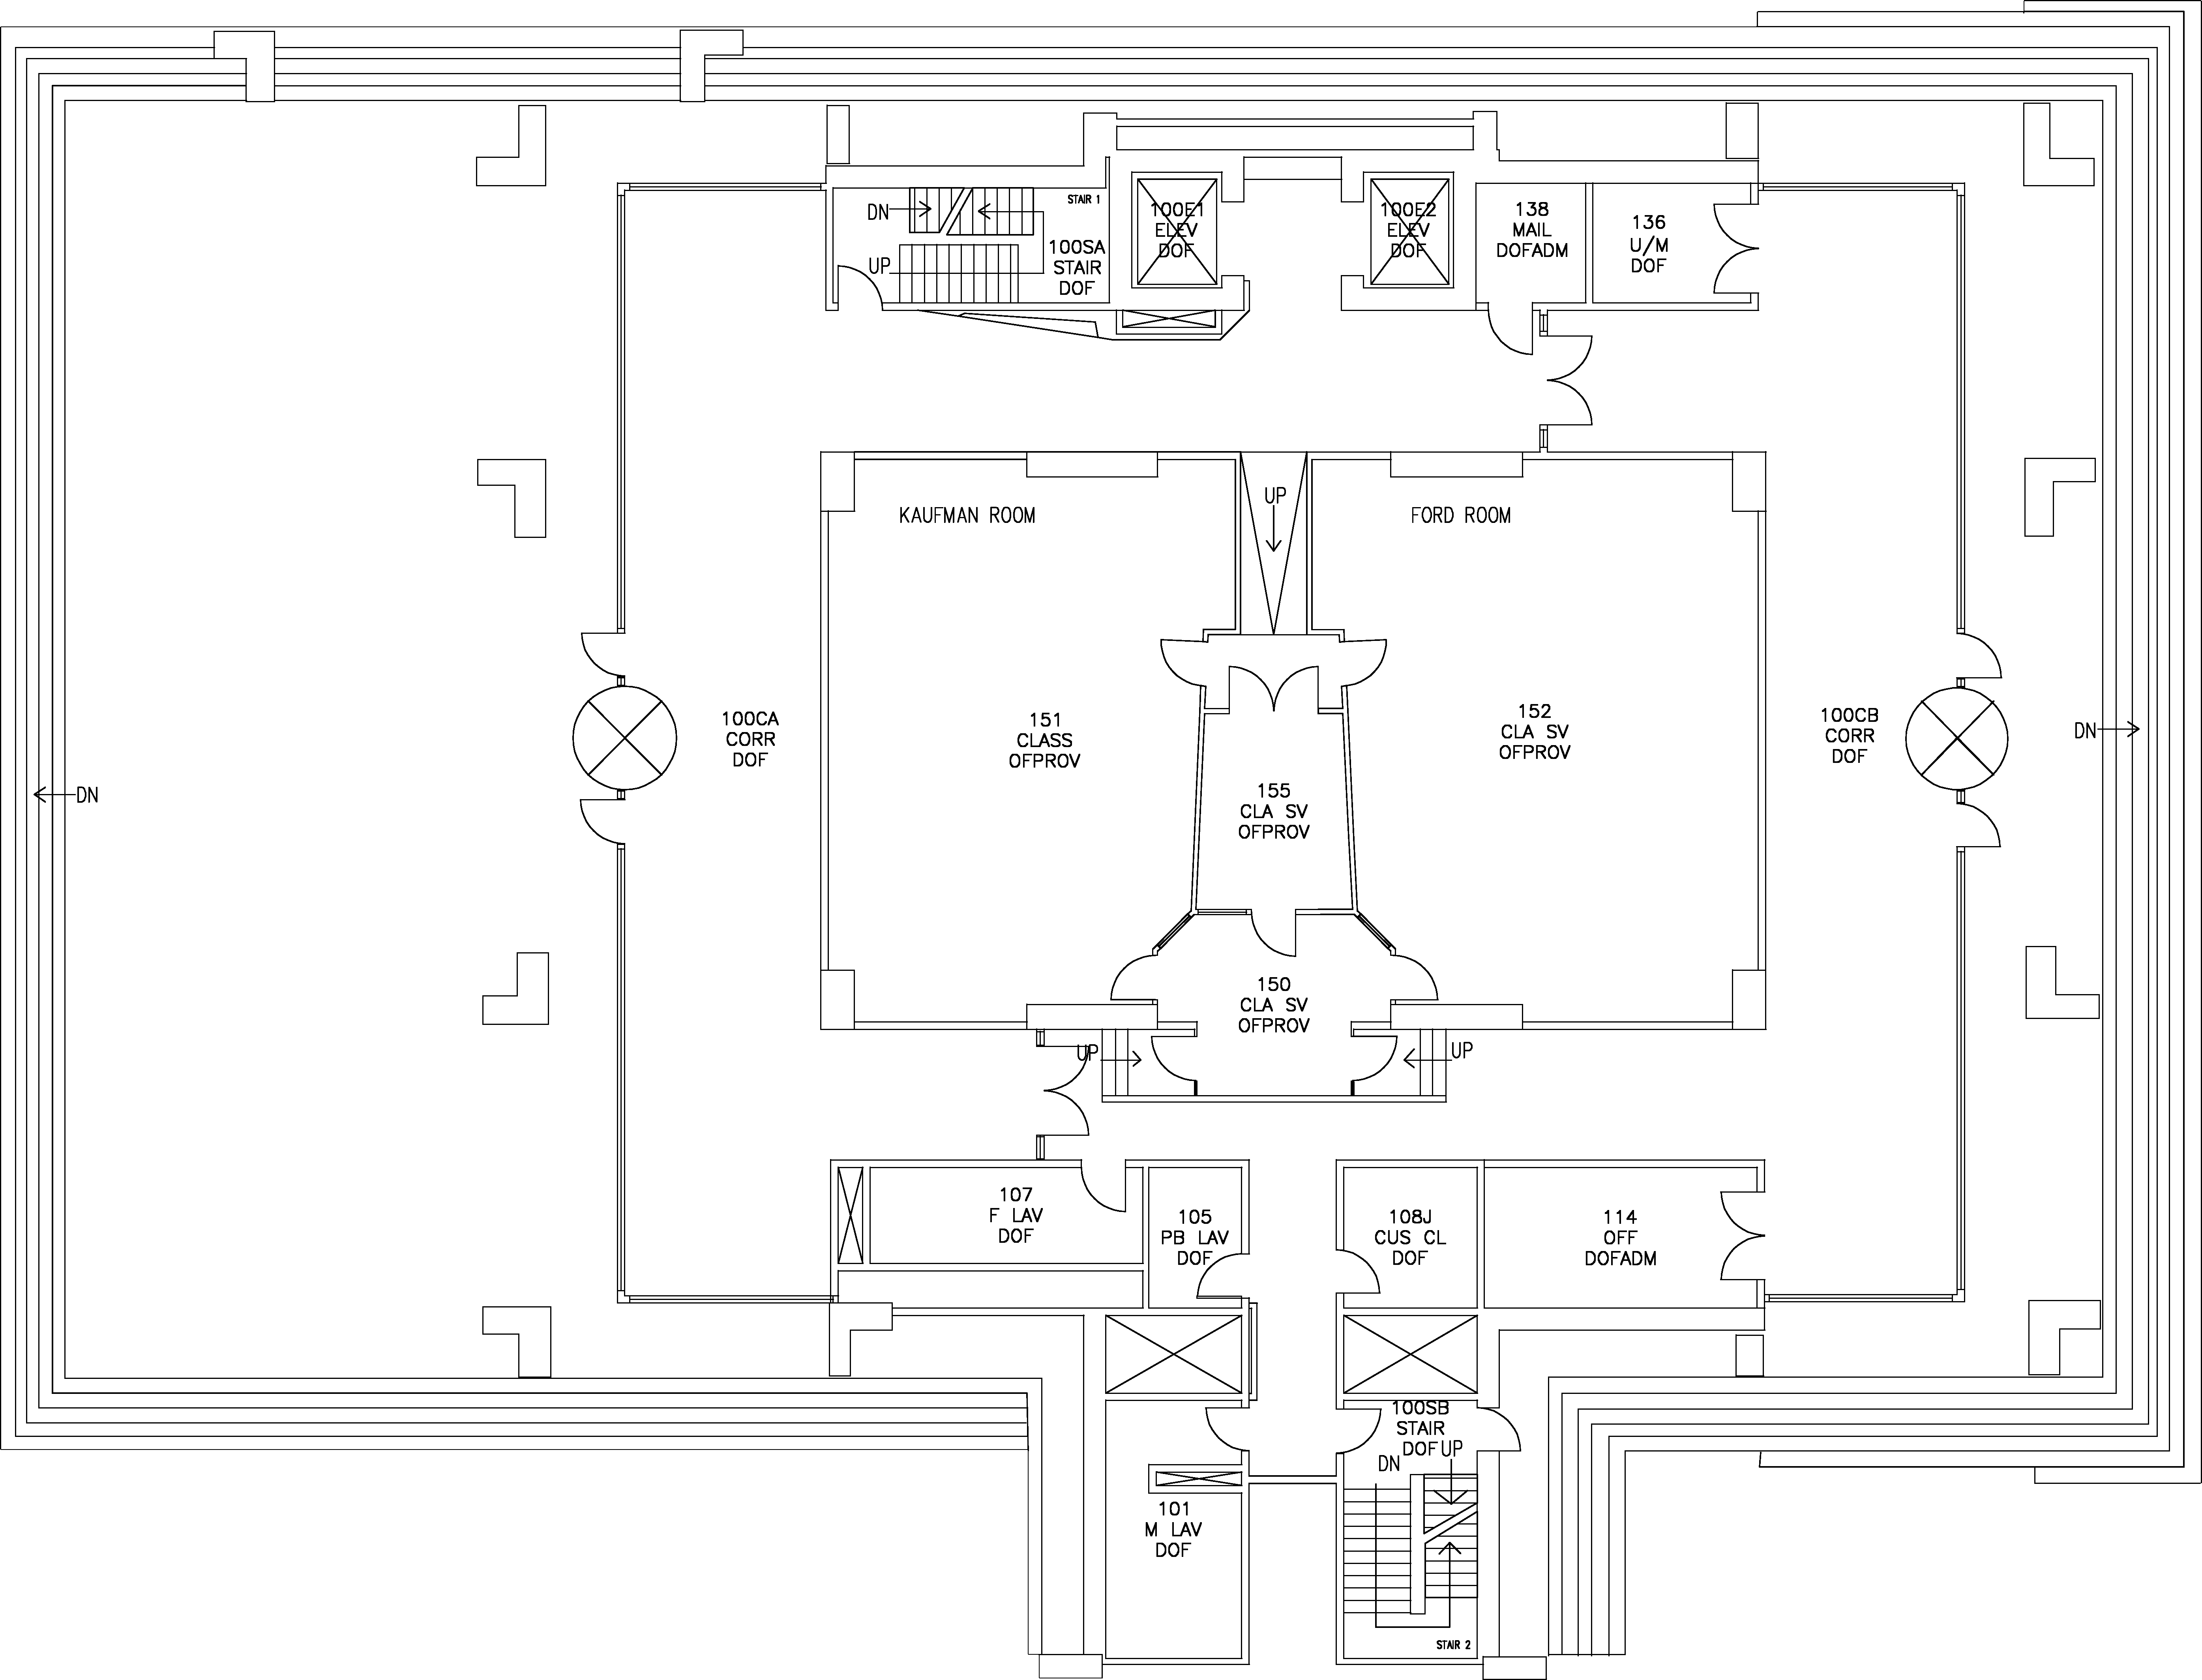 STAIR 1
DN
UP
100SA
STAIR
DOF
100E1
ELEV
DOF
100E2
ELEV
DOF
138
MAIL
DOFADM
136
U/M
DOF
KAUFMAN ROOM
UP
FORD ROOM
100CA
CORR
DOF
151
CLASS
OFPROV
152
CLA SV
OFPROV
100CB
CORR
DOF
DN
DN
155
CLA SV
OFPROV
150
CLA SV
OFPROV
UP
UP
107
F LAV
DOF
105
PB LAV
DOF
108J
CUS CL
DOF
114
OFF
DOFADM
100SB
STAIR
DOF
UP
DN
101
M LAV
DOF
STAIR 2